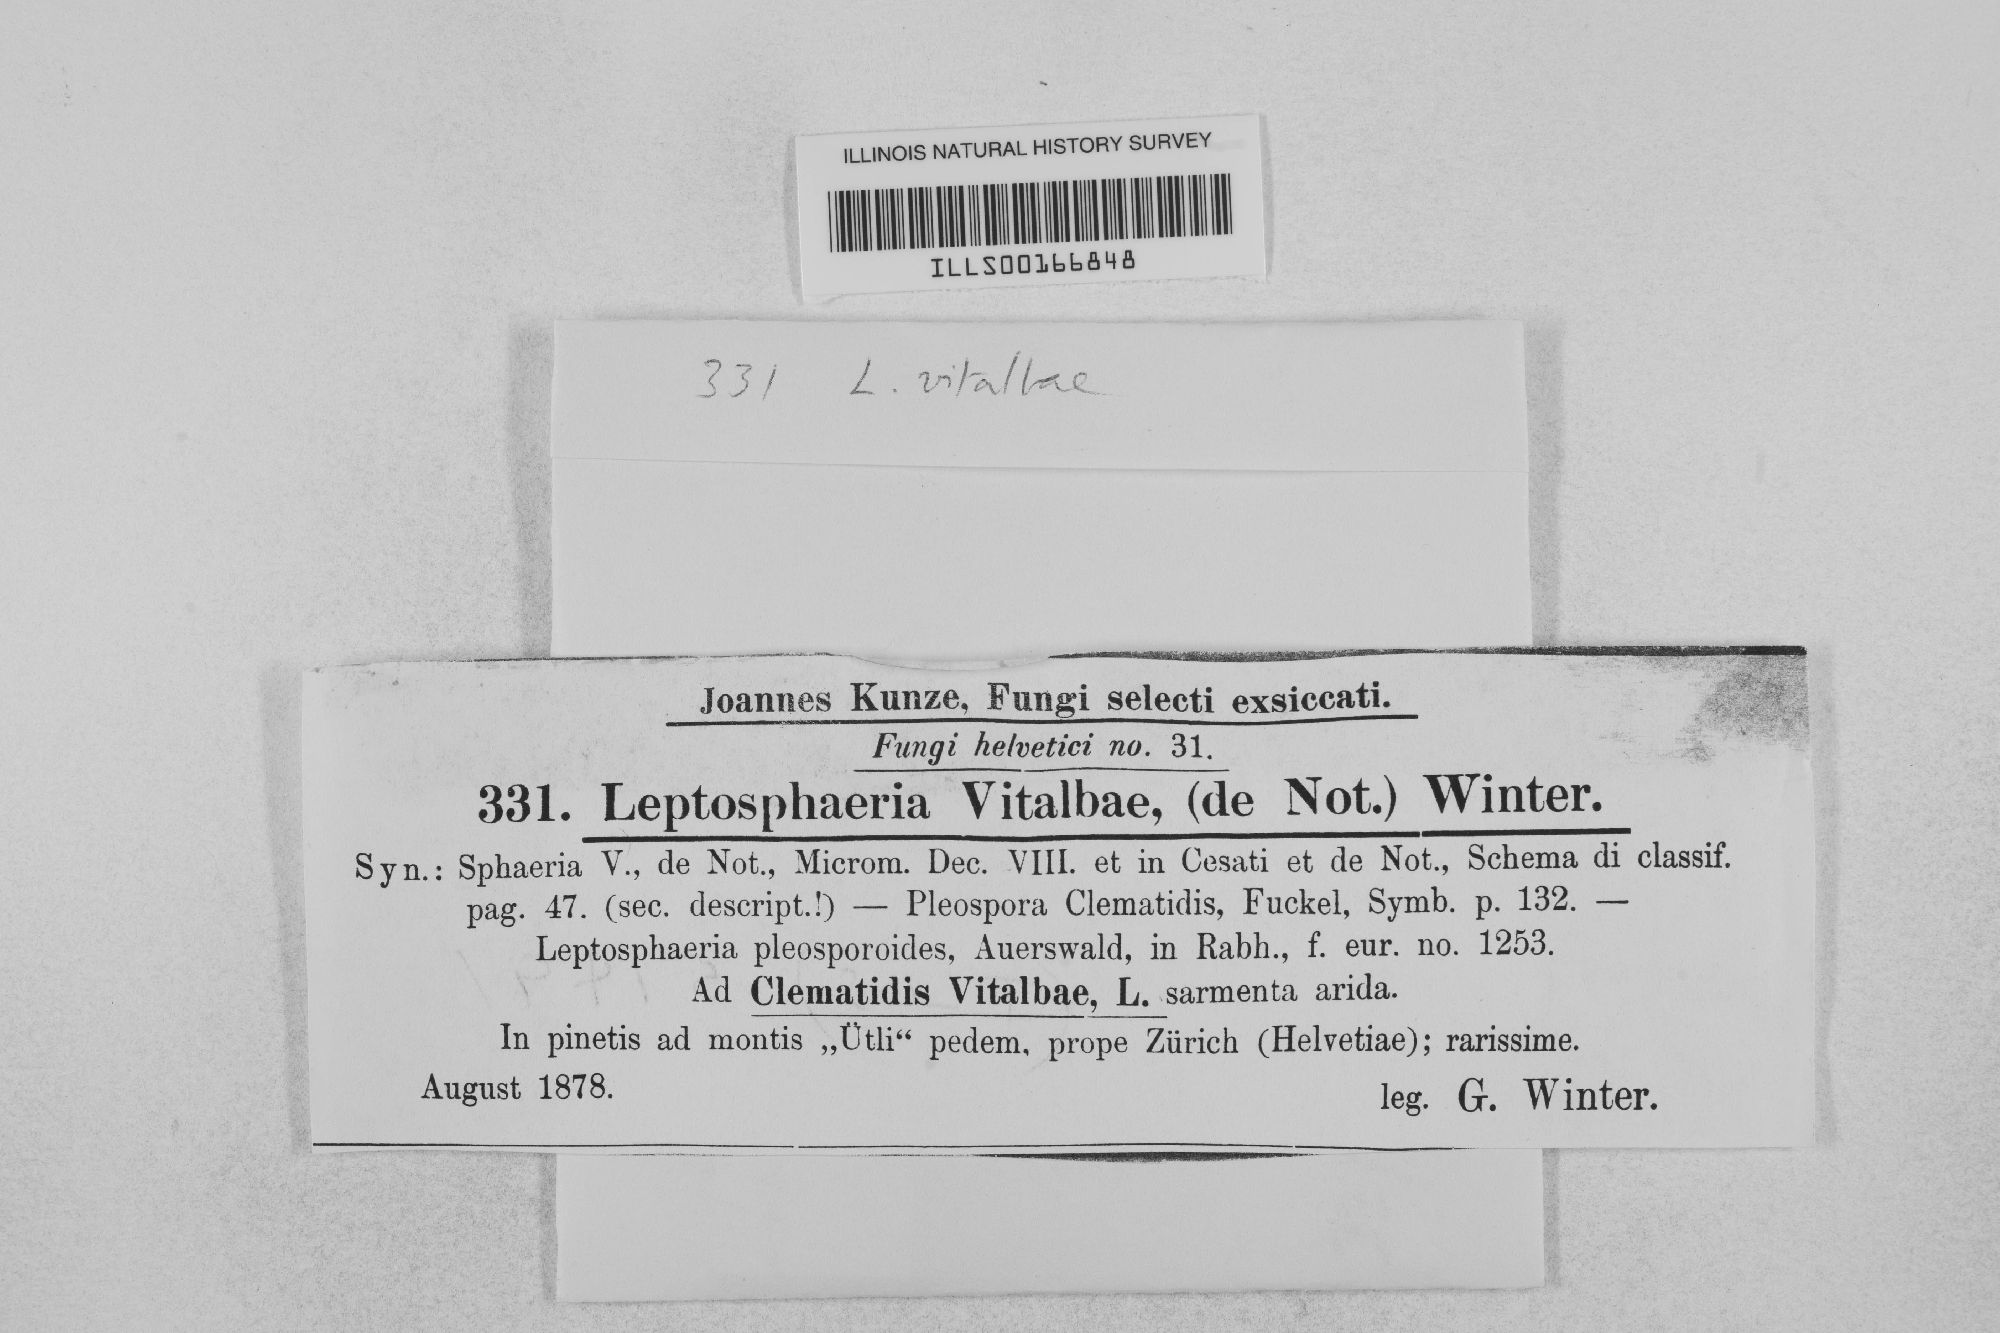 ILLINOIS NATURAL HISTORY SURVEY
ILLS00166848
331 L. vitalbae
Joannes Kunze, Fungi selecti exsiccati.
Fungi helvetici no. 31.
331. Leptosphaeria Vitalbae, (de Not.) Winter.
Syn.: Sphaeria V., de Not., Microm. Dec. VIII. et in Cesati et de Not., Schema di classif.
pag. 47. (sec. descript.!) — Pleospora Clematidis, Fuckel, Symb. p. 132. —
Leptosphaeria pleosporoides, Auerswald, in Rabh., f. eur. no. 1253.
Ad Clematidis Vitalbae, L. sarmenta arida.
In pinetis ad montis „Ütli“ pedem, prope Zürich (Helvetiae); rarissime.
August 1878. leg. G. Winter.